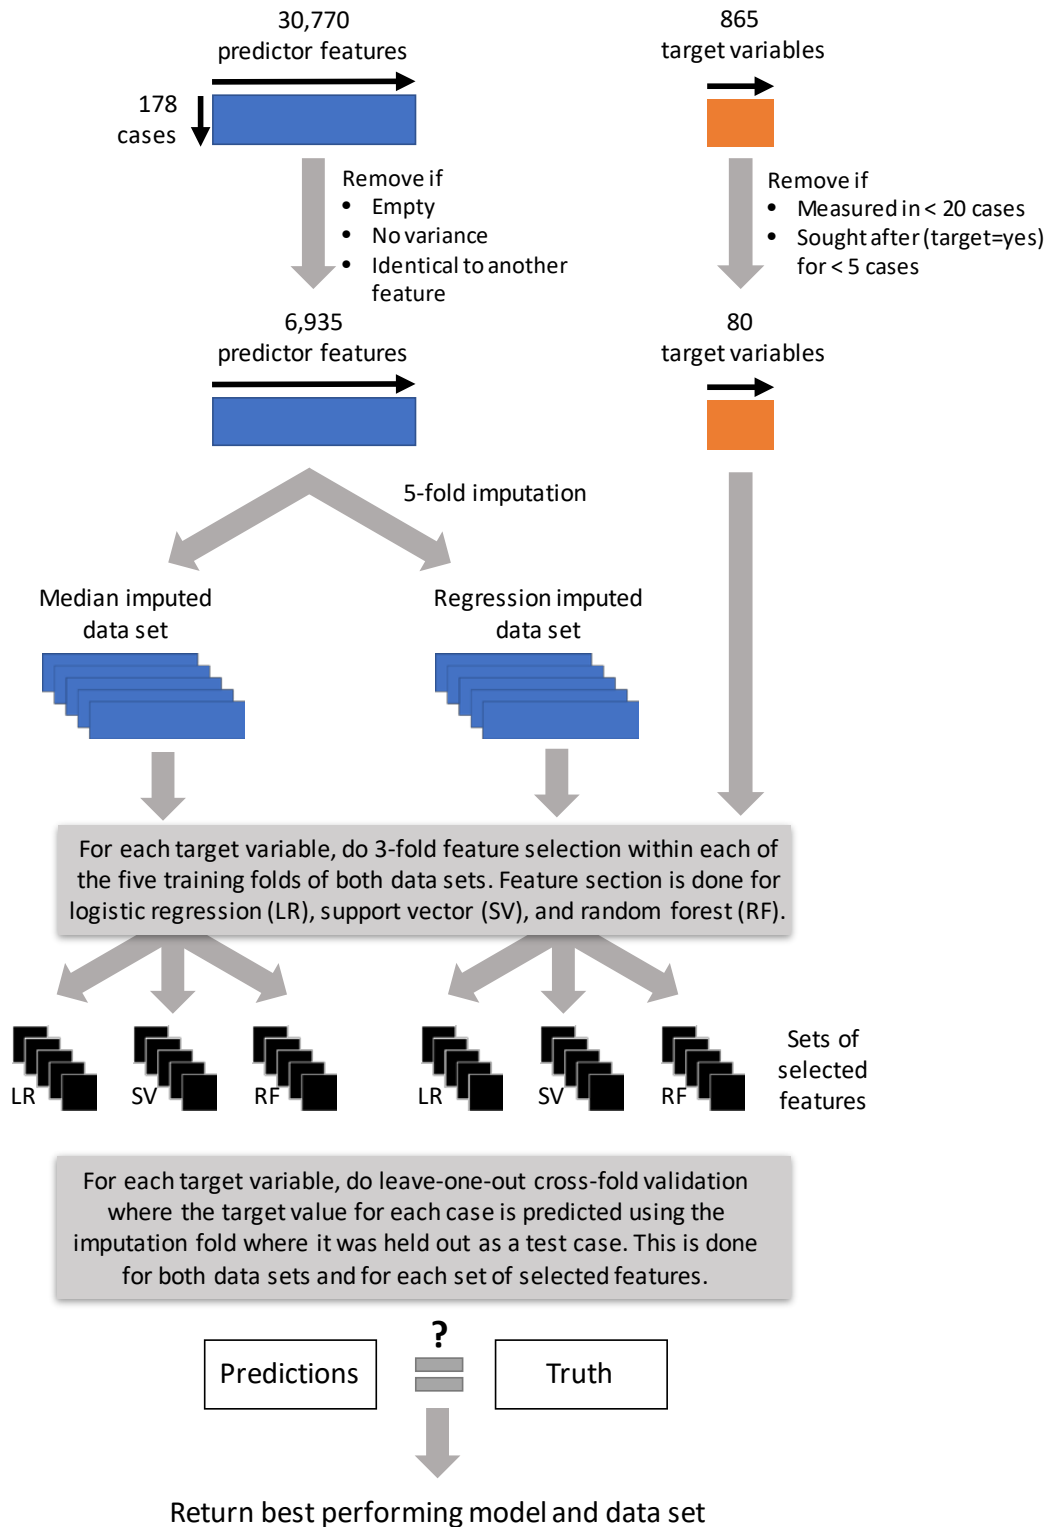 30,770
predictor features
865
target variables
178
cases
Remove if
• Empty
• No variance
• Identical to another
feature
Remove if
• Measured in < 20 cases
• Sought after (target=yes)
for < 5 cases
6,935
predictor features
80
target variables
5-fold imputation
Median imputed
data set
Regression imputed
data set
For each target variable, do 3-fold feature selection within each of
the five training folds of both data sets. Feature section is done for
logistic regression (LR), support vector (SV), and random forest (RF).
LR
SV
RF
LR
SV
RF
Sets of
selected
features
For each target variable, do leave-one-out cross-fold validation
where the target value for each case is predicted using the
imputation fold where it was held out as a test case. This is done
for both data sets and for each set of selected features.
?
Predictions
Truth
Return best performing model and data set